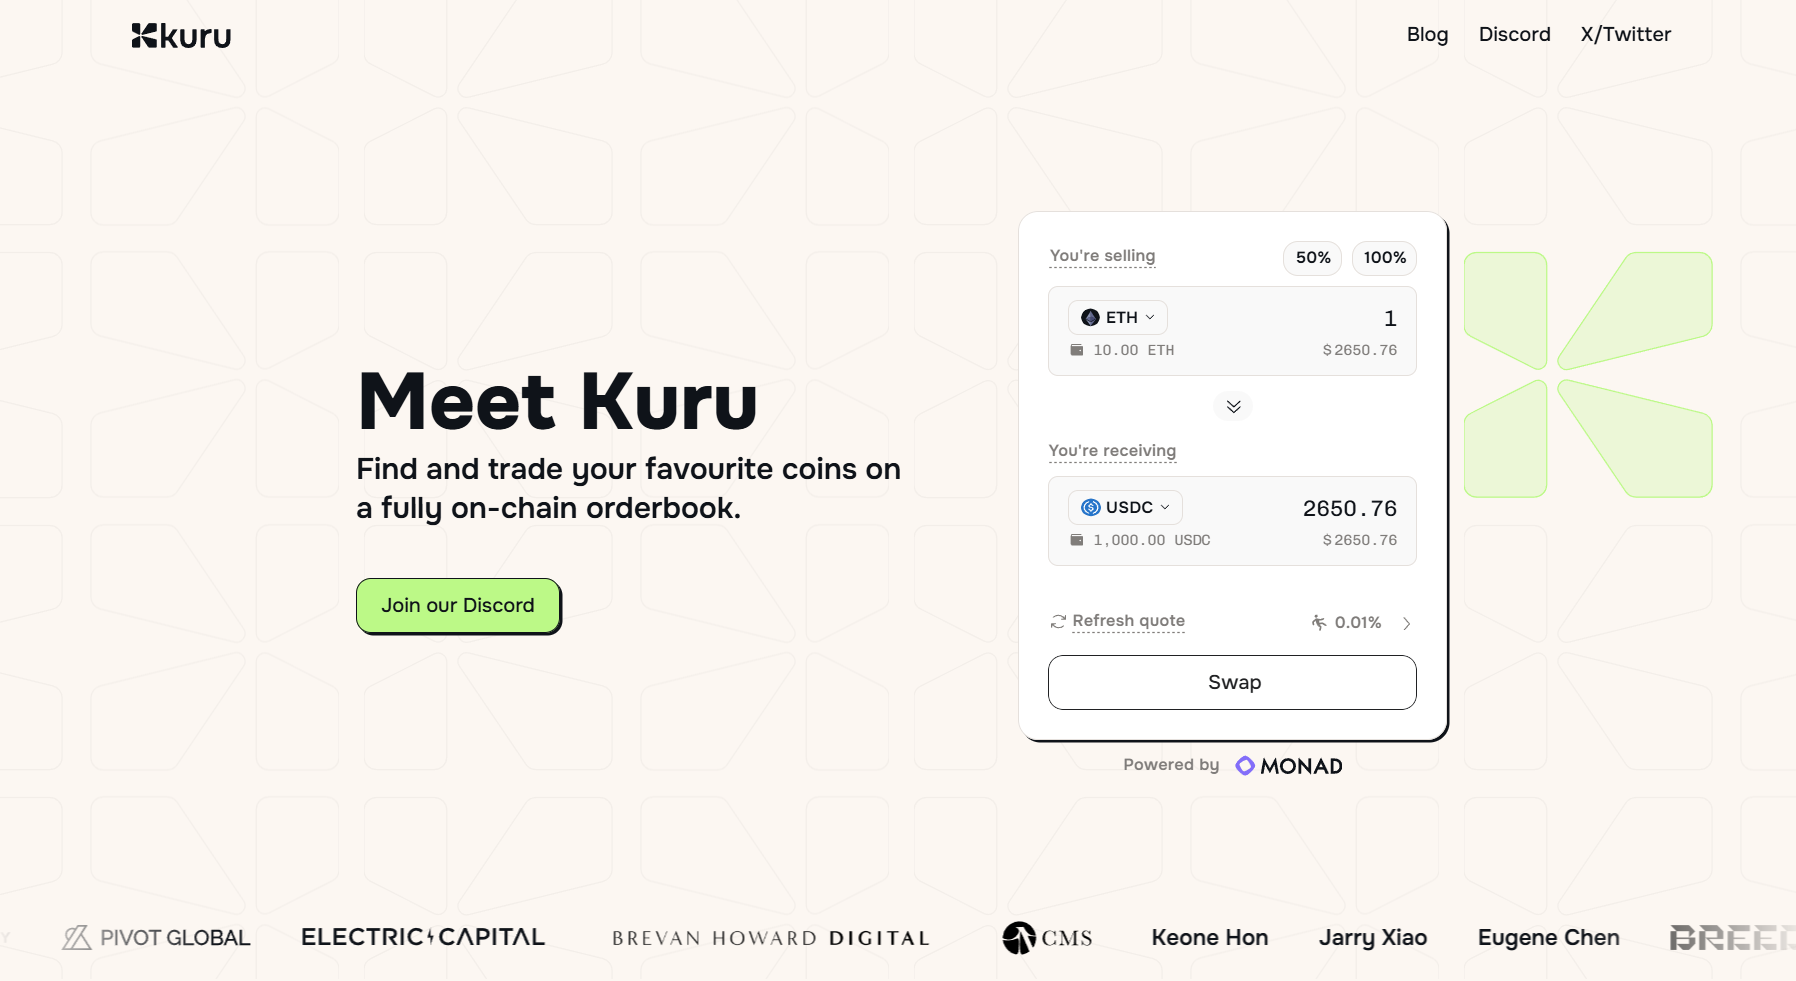 kuru
Blog Discord X/Twitter
You're selling 50% 100%
ETH 1
10.00 ETH $2650.76
Meet Kuru
Find and trade your favourite coins on
a fully on-chain orderbook.
Join our Discord
You're receiving
USDC 2650.76
1,000.00 USDC $2650.76
Refresh quote 0.01%
Swap
Powered by MONAD
Y PIVOT GLOBAL ELECTRIC CAPITAL BREVAN HOWARD DIGITAL CMS Keone Hon Jarry Xiao Eugene Chen BREED